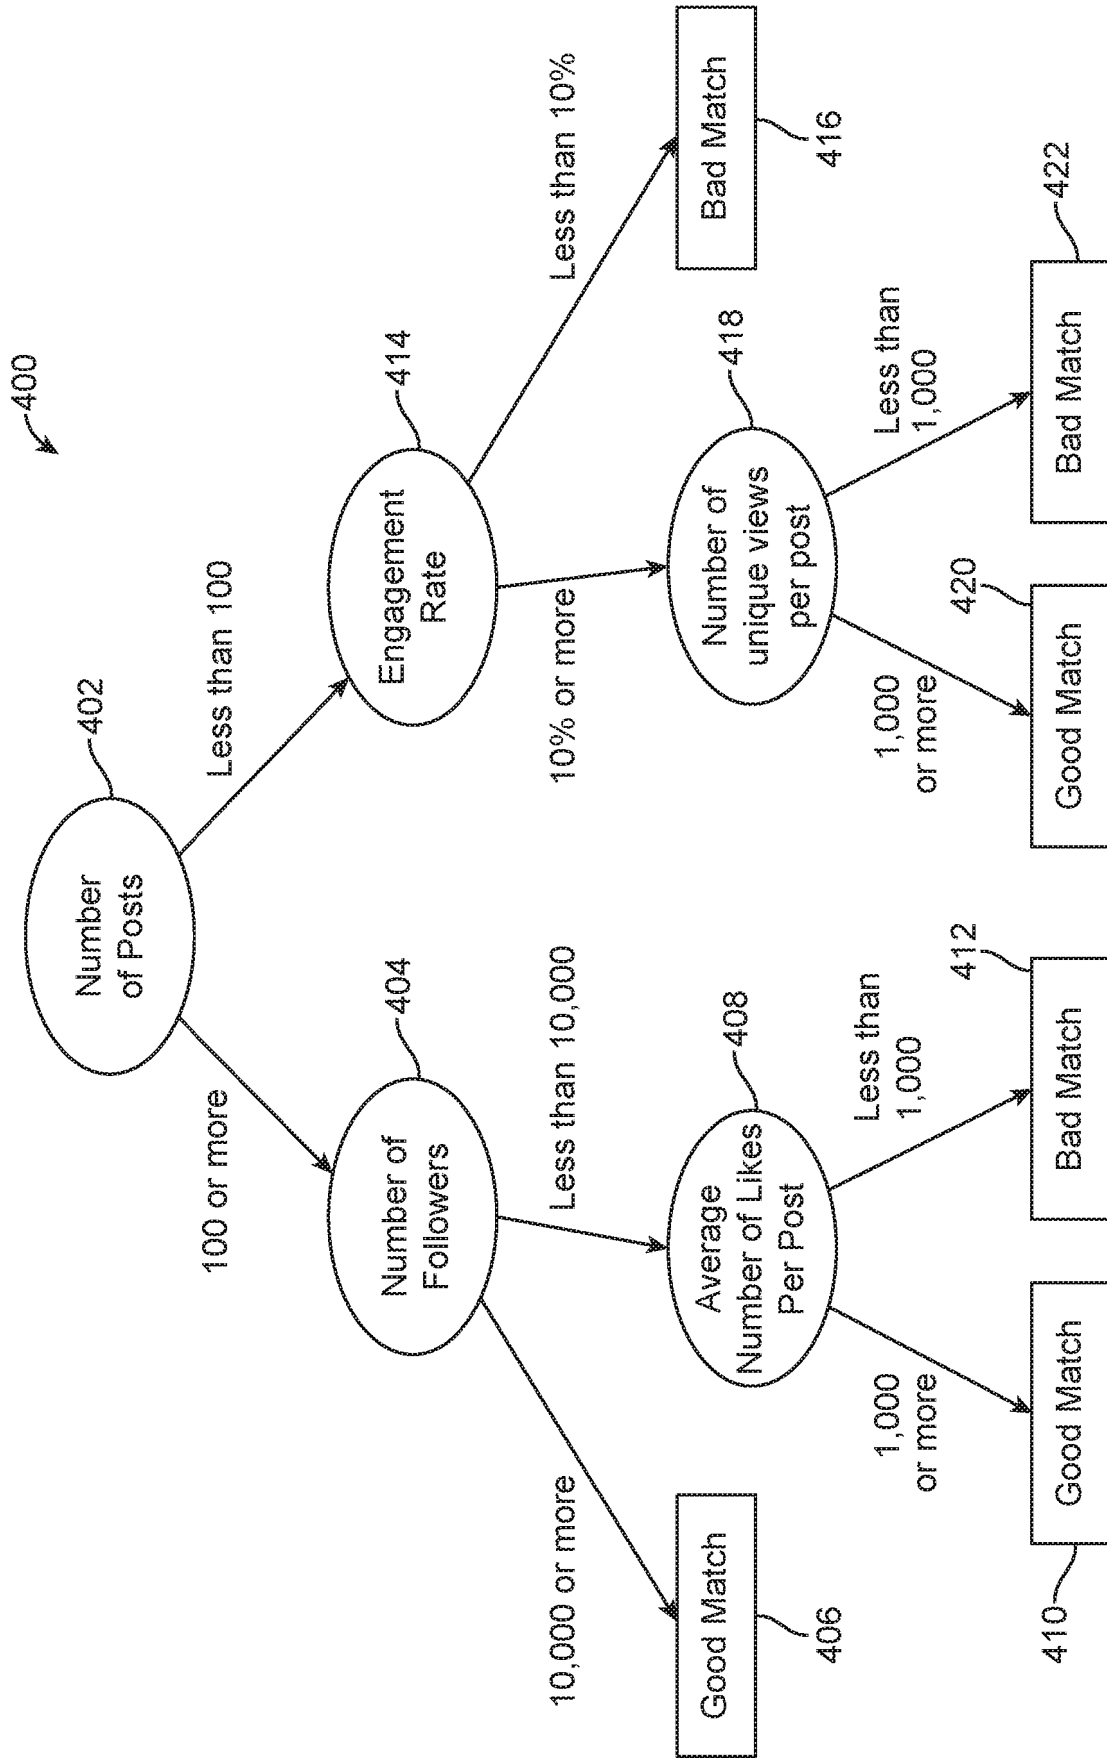 400
Number
of Posts
402
100 or more
Less than 100
Number of
Followers
404
Engagement
Rate
414
10,000 or more
Less than 10,000
10% or more
Less than 10%
Good Match
406
Average
Number of Likes
Per Post
408
Number of
unique views
per post
418
Bad Match
416
1,000
or more
Less than
1,000
1,000
or more
Less than
1,000
410
Good Match
Bad Match
412
Good Match
420
Bad Match
422